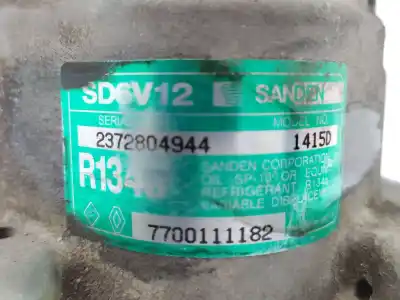 SD6V12 SANDEN
SERIAL MODEL NO.
2372804944 1415D
R134a
SANDEN CORPORATION
OIL SP-10 OR EQUIV
REFRIGERANT R134a
VARIABLE DISPLACEM
7700111182